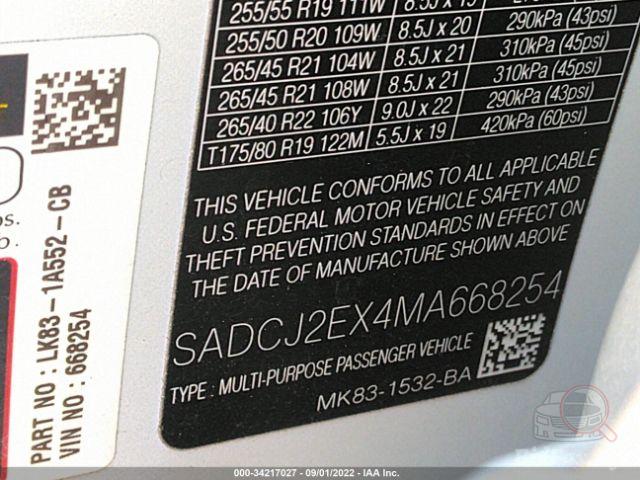 255/55 R19 111W 8.5J x 19
255/50 R20 109W 8.5J x 20 290kPa (43psi)
265/45 R21 104W 8.5J x 21 310kPa (45psi)
265/45 R21 108W 8.5J x 21 310kPa (45psi)
265/40 R22 106Y 9.0J x 22 290kPa (43psi)
T175/80 R19 122M 5.5J x 19 420kPa (60psi)
THIS VEHICLE CONFORMS TO ALL APPLICABLE
U.S. FEDERAL MOTOR VEHICLE SAFETY AND
THEFT PREVENTION STANDARDS IN EFFECT ON
THE DATE OF MANUFACTURE SHOWN ABOVE
SADCJ2EX4MA668254
TYPE : MULTI-PURPOSE PASSENGER VEHICLE
MK83-1532-BA
PART NO : LK83-1A552-CB
VIN NO : 668254
000-34217027 - 09/01/2022 - IAA Inc.